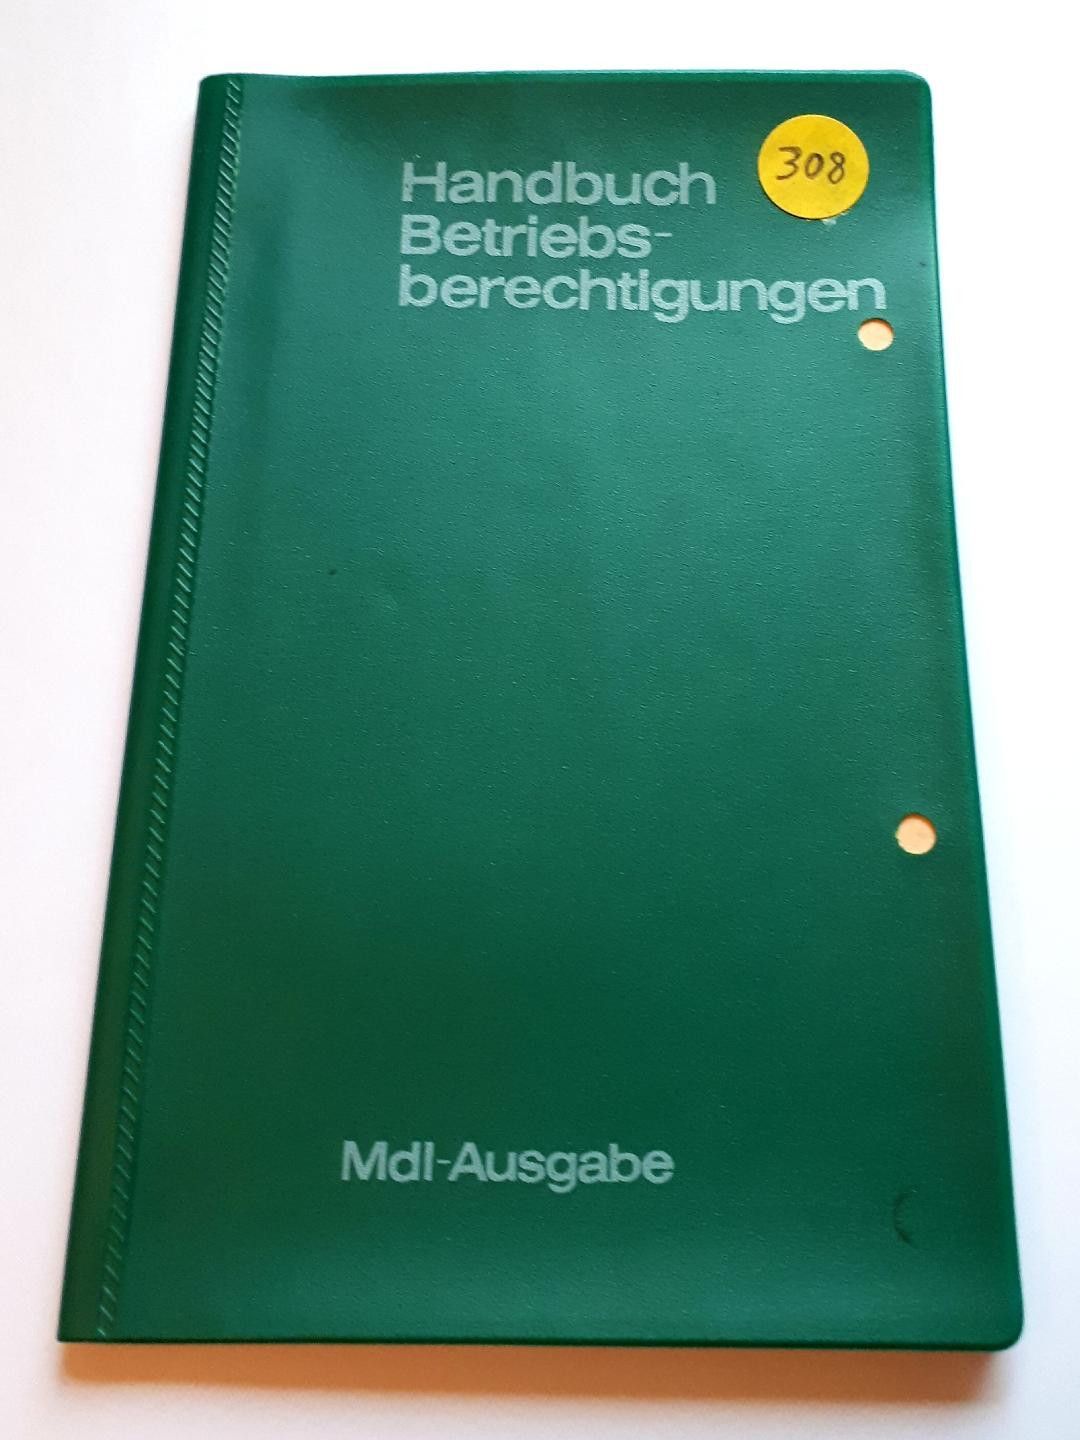 Handbuch
Betriebs-
berechtigungen
308
MdI-Ausgabe